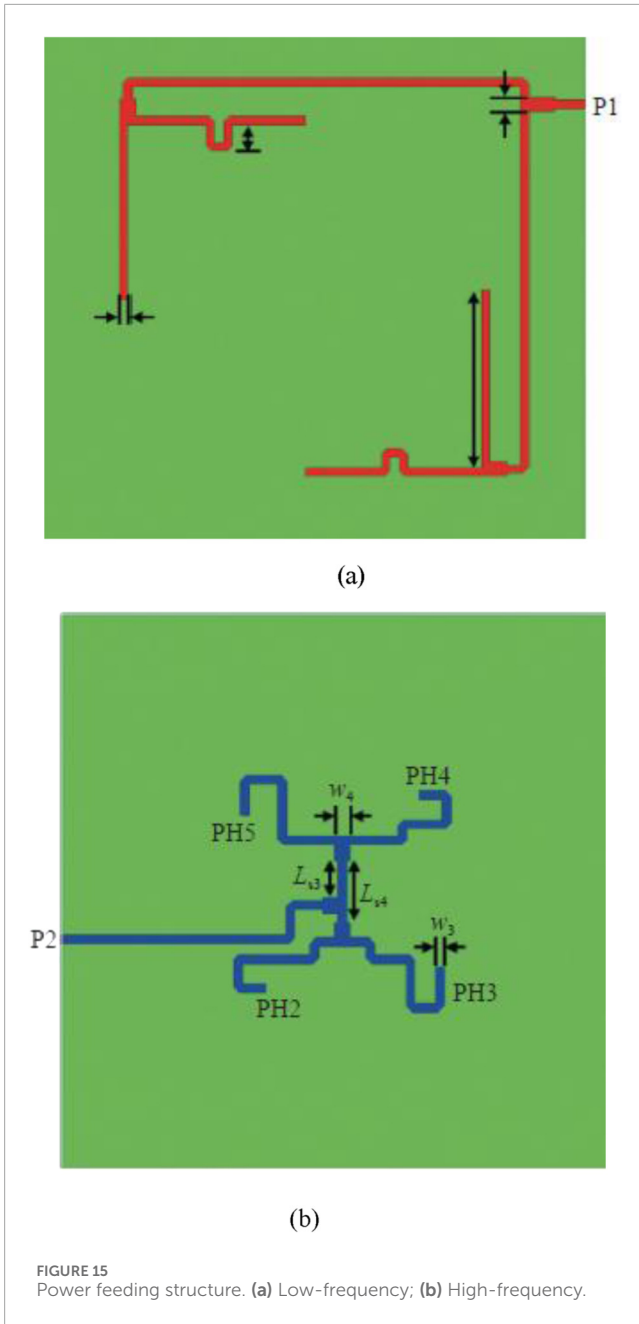 P1
(a)
PH4
w₄
PH5
Lₛ₃
Lₛ₄
P2
w₃
PH3
PH2
(b)
FIGURE 15
Power feeding structure. (a) Low-frequency; (b) High-frequency.